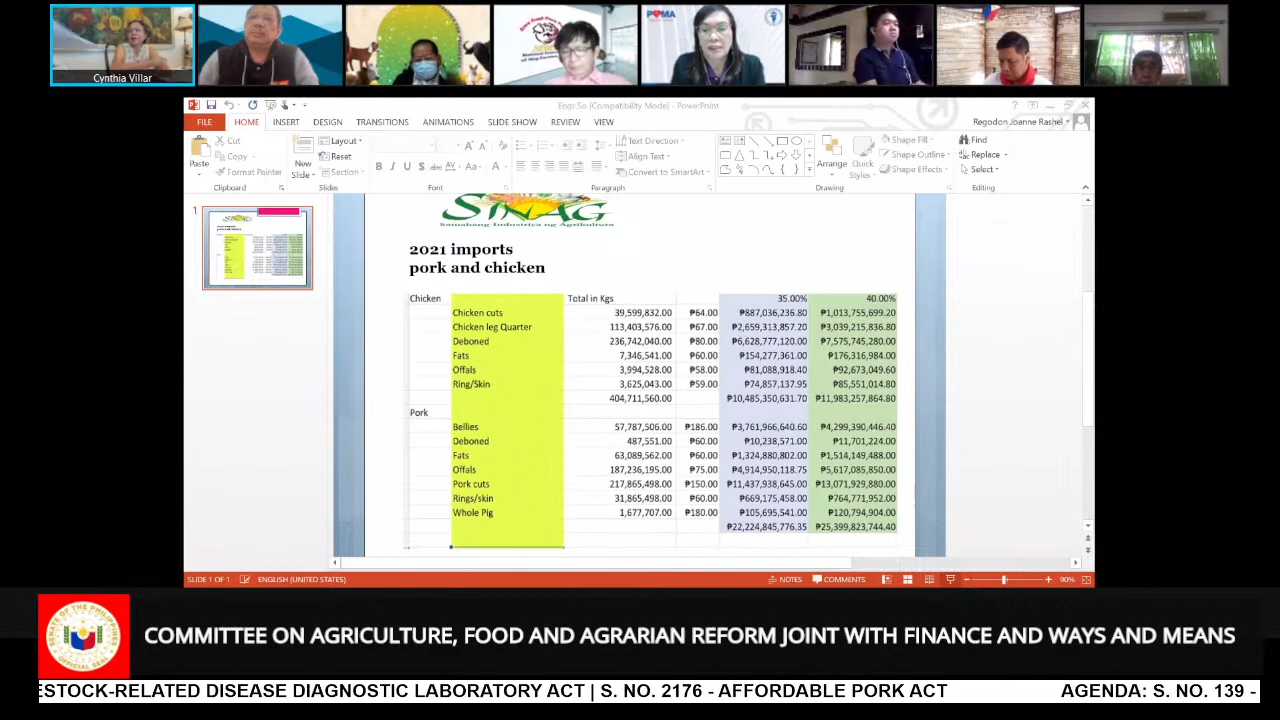 POMA
Cynthia Villar
Engr.So [Compatibility Mode] - PowerPoint
FILE HOME INSERT DESIGN TRANSITIONS ANIMATIONS SLIDE SHOW REVIEW VIEW Regodon Joanne Rashel
Paste
Cut
Copy
Format Painter
Clipboard
New Slide
Layout
Reset
Section
Slides
Font
Text Direction
Align Text
Convert to SmartArt
Paragraph
Arrange
Quick Styles
Shape Fill
Shape Outline
Shape Effects
Drawing
Find
Replace
Select
Editing
1
SINAG
Samahang Industriya ng Agrikultura
2021 imports
pork and chicken
Chicken Total in Kgs 35.00% 40.00%
Chicken cuts 39,599,832.00 ₱64.00 ₱887,036,236.80 ₱1,013,755,699.20
Chicken leg Quarter 113,403,576.00 ₱67.00 ₱2,659,313,857.20 ₱3,039,215,836.80
Deboned 236,742,040.00 ₱80.00 ₱6,628,777,120.00 ₱7,575,745,280.00
Fats 7,346,541.00 ₱60.00 ₱154,277,361.00 ₱176,316,984.00
Offals 3,994,528.00 ₱58.00 ₱81,088,918.40 ₱92,673,049.60
Ring/Skin 3,625,043.00 ₱59.00 ₱74,857,137.95 ₱85,551,014.80
404,711,560.00 ₱10,485,350,631.70 ₱11,983,257,864.80
Pork
Bellies 57,787,506.00 ₱186.00 ₱3,761,966,640.60 ₱4,299,390,446.40
Deboned 487,551.00 ₱60.00 ₱10,238,571.00 ₱11,701,224.00
Fats 63,089,562.00 ₱60.00 ₱1,324,880,802.00 ₱1,514,149,488.00
Offals 187,236,195.00 ₱75.00 ₱4,914,950,118.75 ₱5,617,085,850.00
Pork cuts 217,865,498.00 ₱150.00 ₱11,437,938,645.00 ₱13,071,929,880.00
Rings/skin 31,865,498.00 ₱60.00 ₱669,175,458.00 ₱764,771,952.00
Whole Pig 1,677,707.00 ₱180.00 ₱105,695,541.00 ₱120,794,904.00
₱22,224,845,776.35 ₱25,399,823,744.40
SLIDE 1 OF 1 ENGLISH (UNITED STATES) NOTES COMMENTS 90%
SENATE OF THE PHILIPPINES
OFFICIAL SEAL
COMMITTEE ON AGRICULTURE, FOOD AND AGRARIAN REFORM JOINT WITH FINANCE AND WAYS AND MEANS
ESTOCK-RELATED DISEASE DIAGNOSTIC LABORATORY ACT | S. NO. 2176 - AFFORDABLE PORK ACT AGENDA: S. NO. 139 -